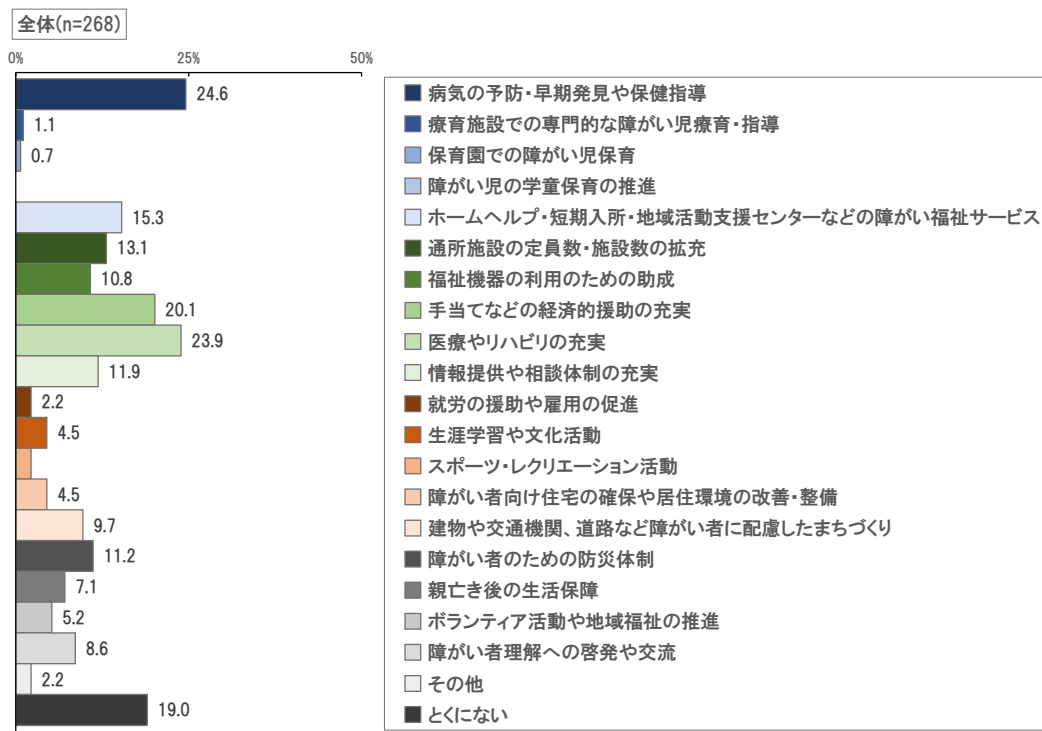 全体(n=268)
0% 25% 50%
24.6 病気の予防・早期発見や保健指導
1.1 療育施設での専門的な障がい児療育・指導
0.7 保育園での障がい児保育
障がい児の学童保育の推進
15.3 ホームヘルプ・短期入所・地域活動支援センターなどの障がい福祉サービス
13.1 通所施設の定員数・施設数の拡充
10.8 福祉機器の利用のための助成
20.1 手当てなどの経済的援助の充実
23.9 医療やリハビリの充実
11.9 情報提供や相談体制の充実
2.2 就労の援助や雇用の促進
4.5 生涯学習や文化活動
スポーツ・レクリエーション活動
4.5 障がい者向け住宅の確保や居住環境の改善・整備
9.7 建物や交通機関、道路など障がい者に配慮したまちづくり
11.2 障がい者のための防災体制
7.1 親亡き後の生活保障
5.2 ボランティア活動や地域福祉の推進
8.6 障がい者理解への啓発や交流
2.2 その他
19.0 とくにない